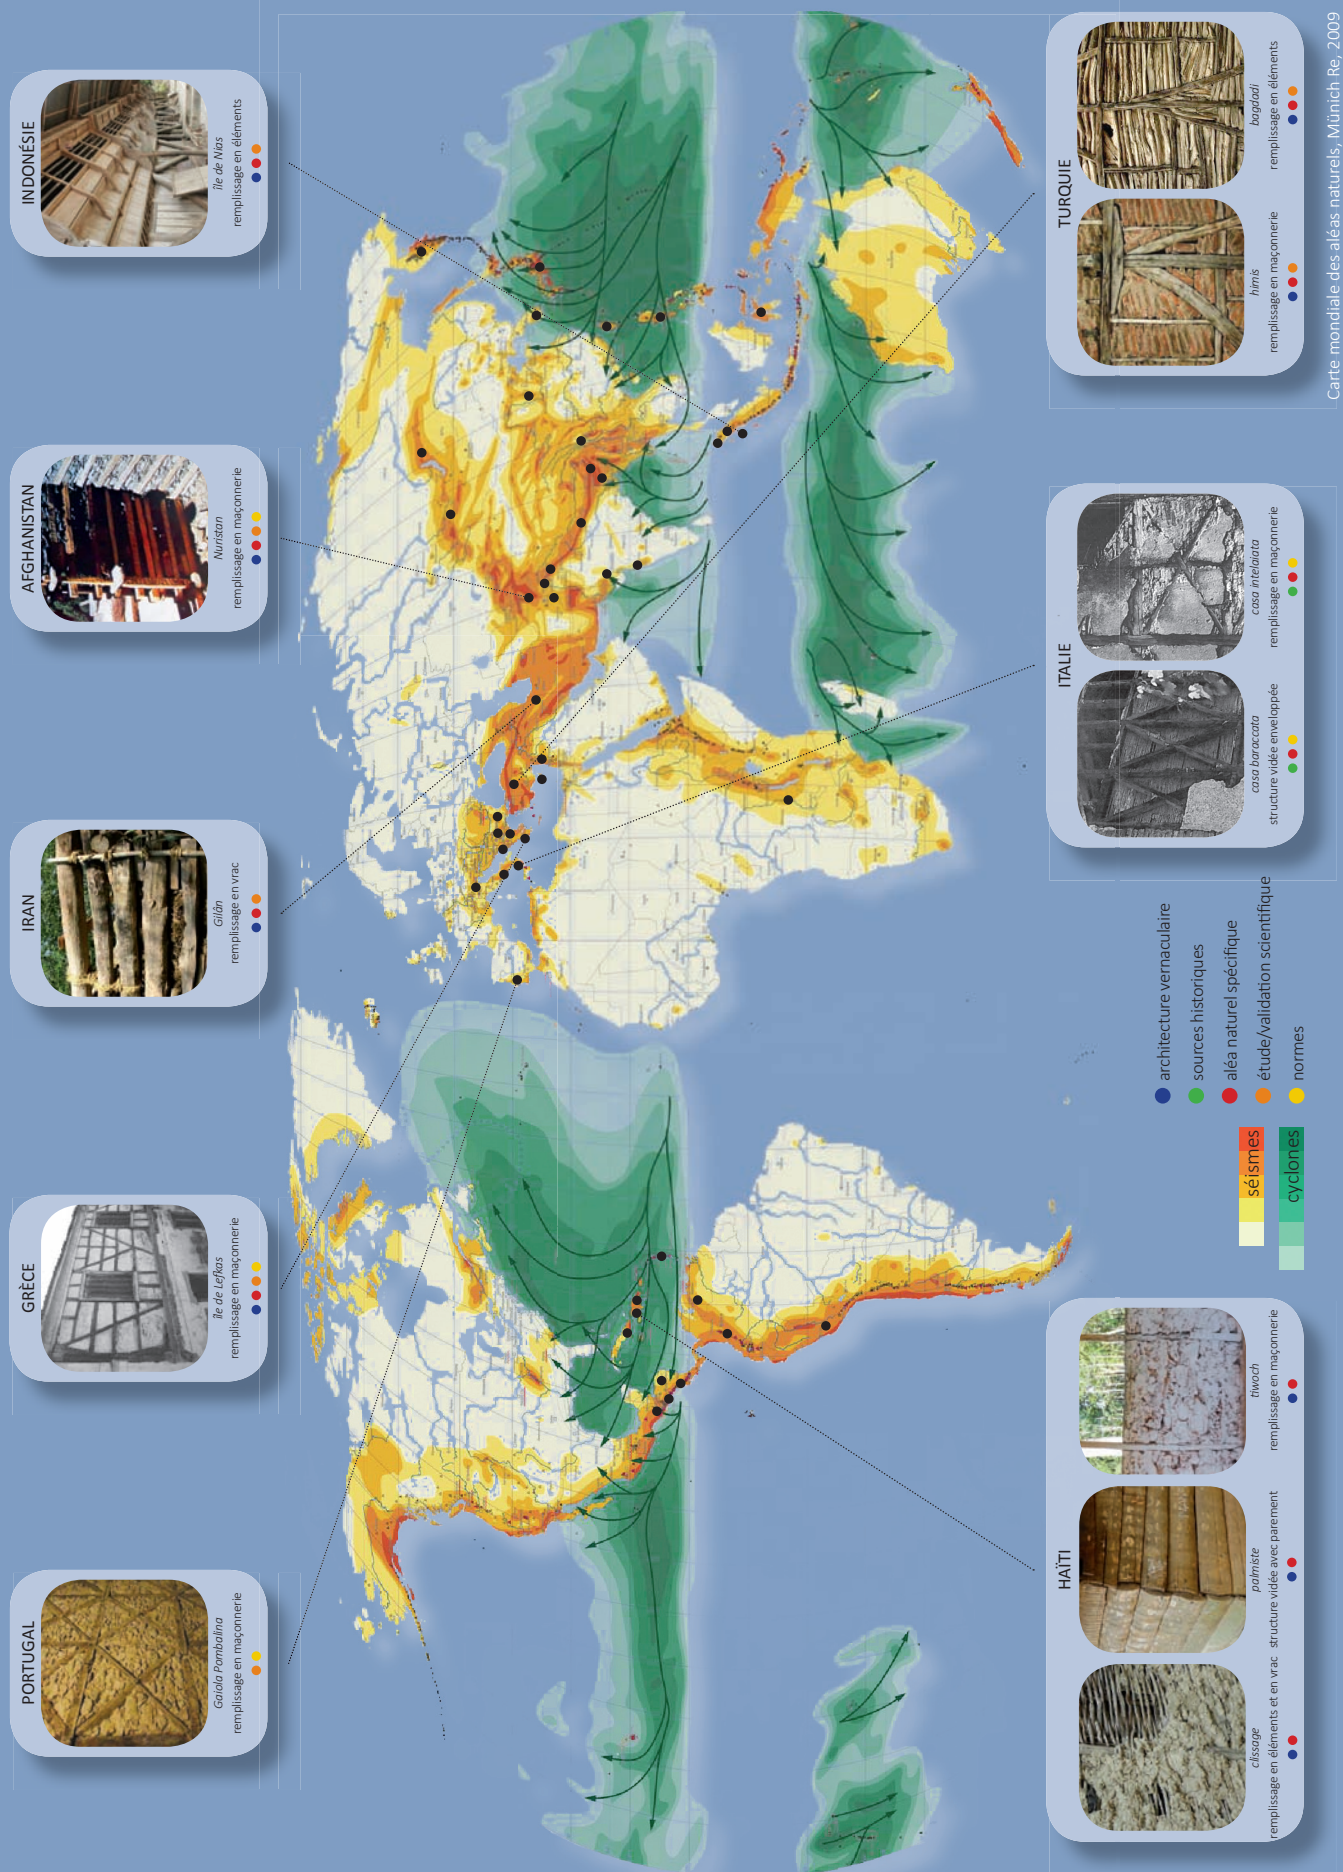 PORTUGAL
Gaiola Pombalina
remplissage en maçonnerie
GRÈCE
île de Lefkas
remplissage en maçonnerie
IRAN
Gilân
remplissage en vrac
AFGHANISTAN
Nuristan
remplissage en maçonnerie
INDONÉSIE
île de Nias
remplissage en éléments
HAÏTI
clissage
remplissage en éléments et en vrac
palmiste
structure vidée avec parement
tiwoch
remplissage en maçonnerie
séismes
cyclones
architecture vernaculaire
sources historiques
aléa naturel spécifique
étude/validation scientifique
normes
ITALIE
casa baraccata
structure vidée enveloppée
casa intelaiata
remplissage en maçonnerie
TURQUIE
himis
remplissage en maçonnerie
bagdadi
remplissage en éléments
Carte mondiale des aléas naturels, Münich Re, 2009